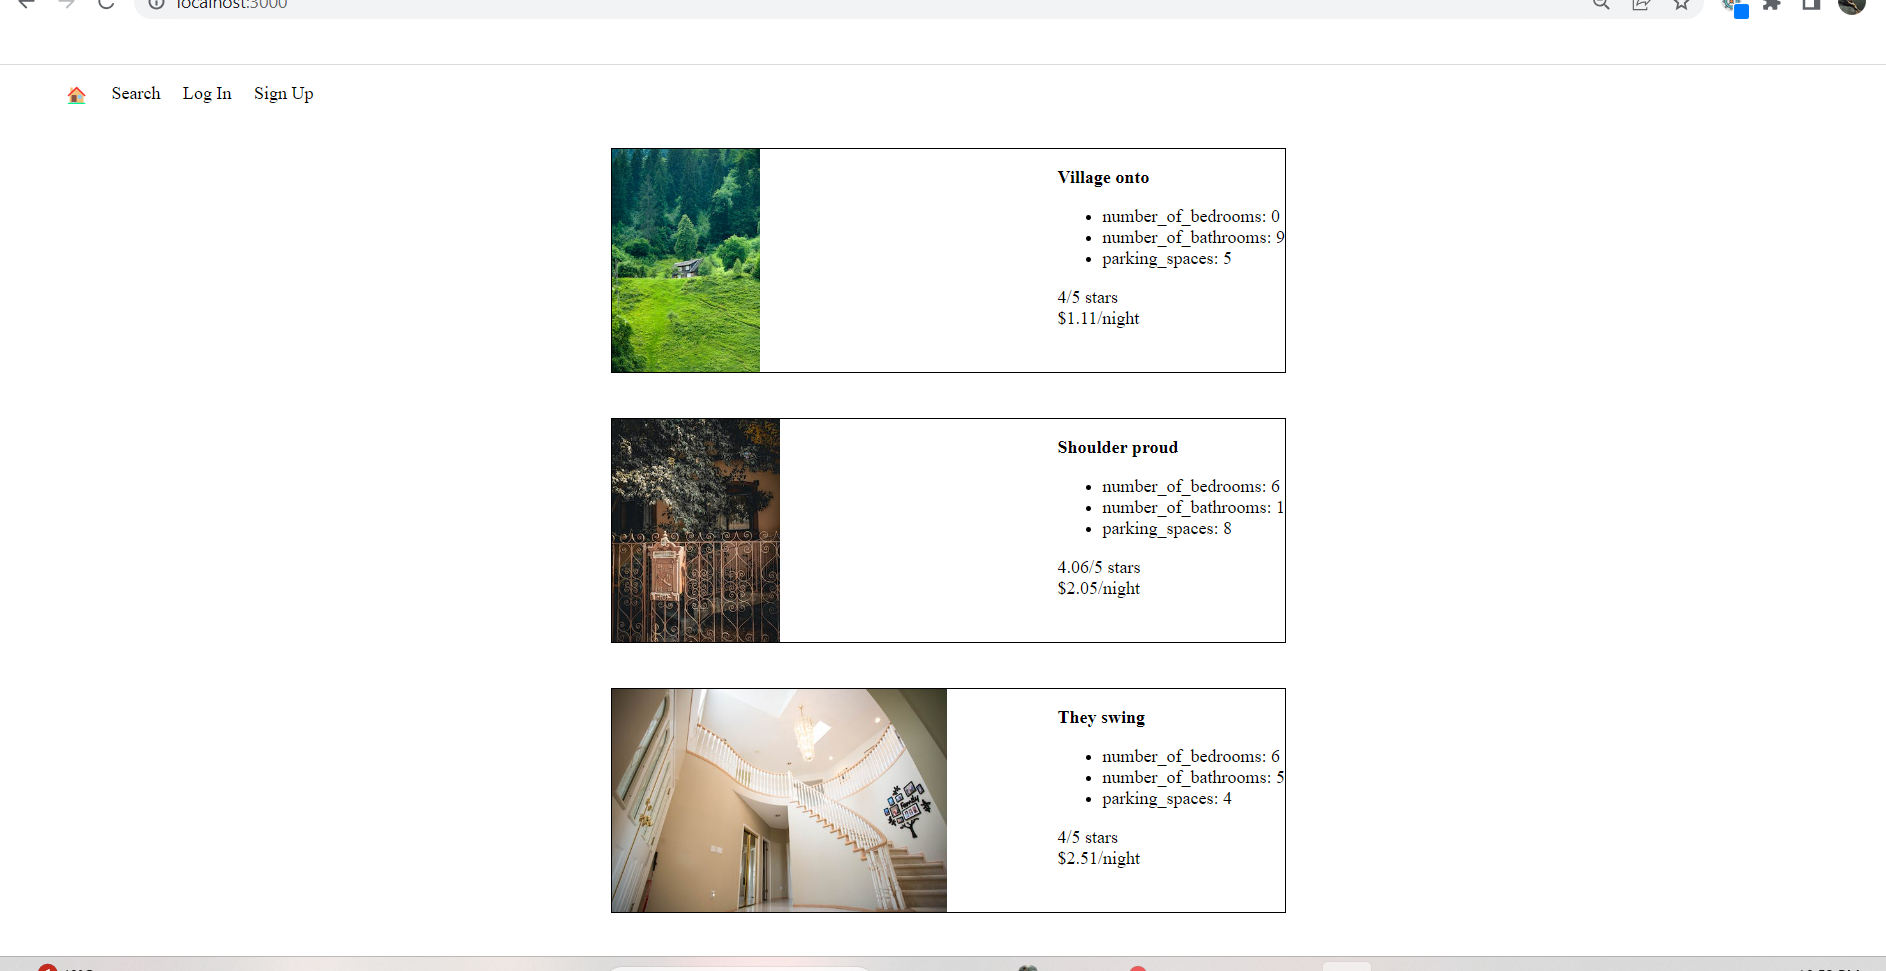 localhost:3000
Search Log In Sign Up
Village onto
number_of_bedrooms: 0
number_of_bathrooms: 9
parking_spaces: 5
4/5 stars
$1.11/night
Shoulder proud
number_of_bedrooms: 6
number_of_bathrooms: 1
parking_spaces: 8
4.06/5 stars
$2.05/night
They swing
family
number_of_bedrooms: 6
number_of_bathrooms: 5
parking_spaces: 4
4/5 stars
$2.51/night